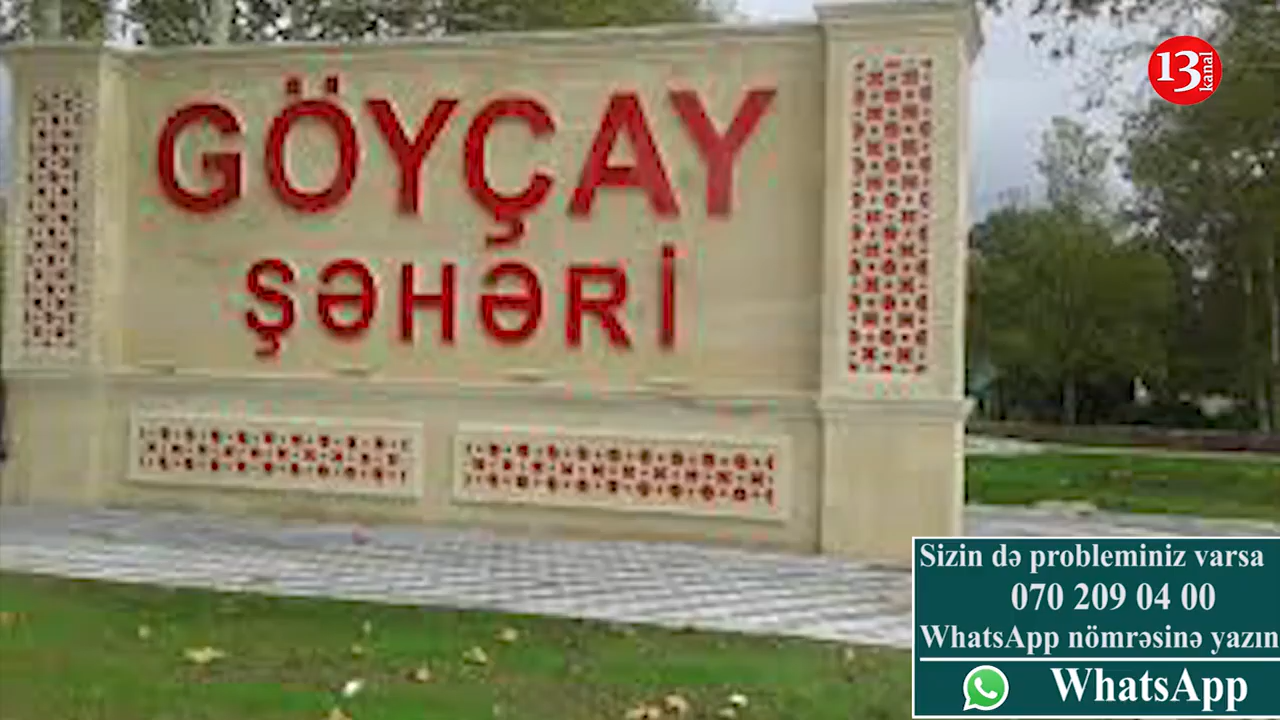 GÖYÇAY
ŞƏHƏRİ
13 kanal
Sizin də probleminiz varsa
070 209 04 00
WhatsApp nömrəsinə yazın
WhatsApp